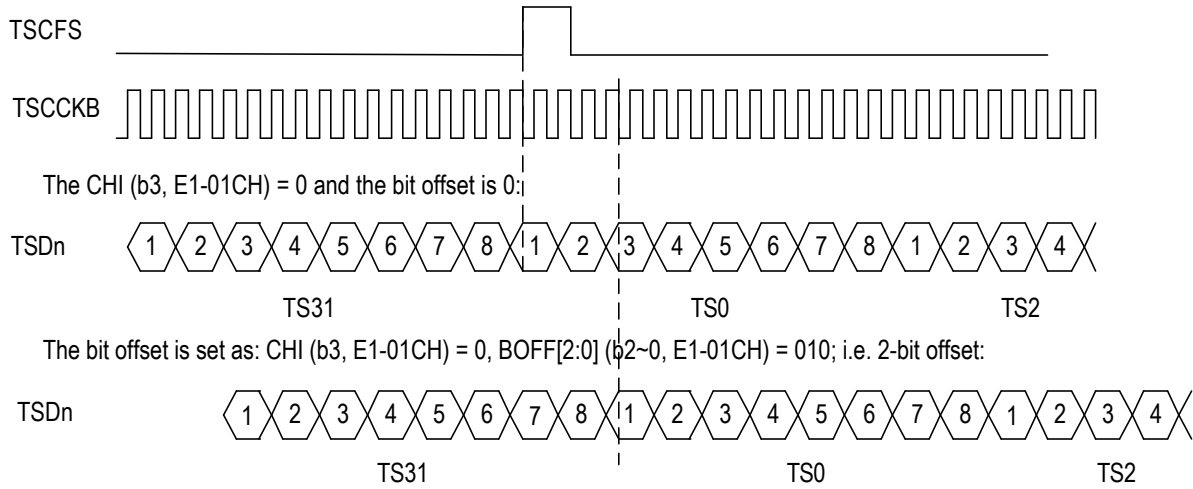 TSCFS
TSCCKB
The CHI (b3, E1-01CH) = 0 and the bit offset is 0:
TSDn 1 2 3 4 5 6 7 8 1 2 3 4 5 6 7 8 1 2 3 4
TS31 TS0 TS2
The bit offset is set as: CHI (b3, E1-01CH) = 0, BOFF[2:0] (b2~0, E1-01CH) = 010; i.e. 2-bit offset:
TSDn 1 2 3 4 5 6 7 8 1 2 3 4 5 6 7 8 1 2 3 4
TS31 TS0 TS2